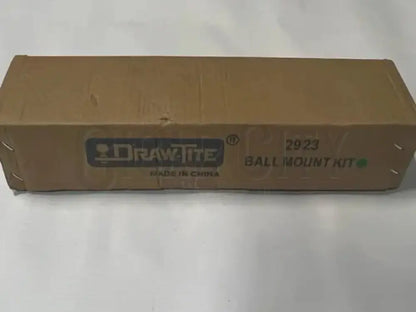 DRAW-TITE®
MADE IN CHINA
2923
BALL MOUNT KIT